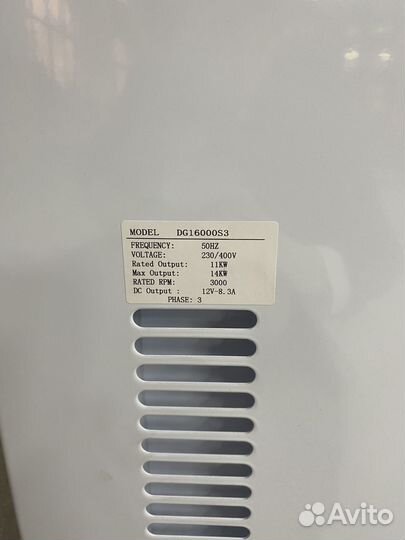 MODEL DG16000S3
FREQUENCY: 50HZ
VOLTAGE: 230/400V
Rated Output: 11KW
Max Output: 14KW
RATED RPM: 3000
DC Output : 12V-8.3A
PHASE: 3
Avito